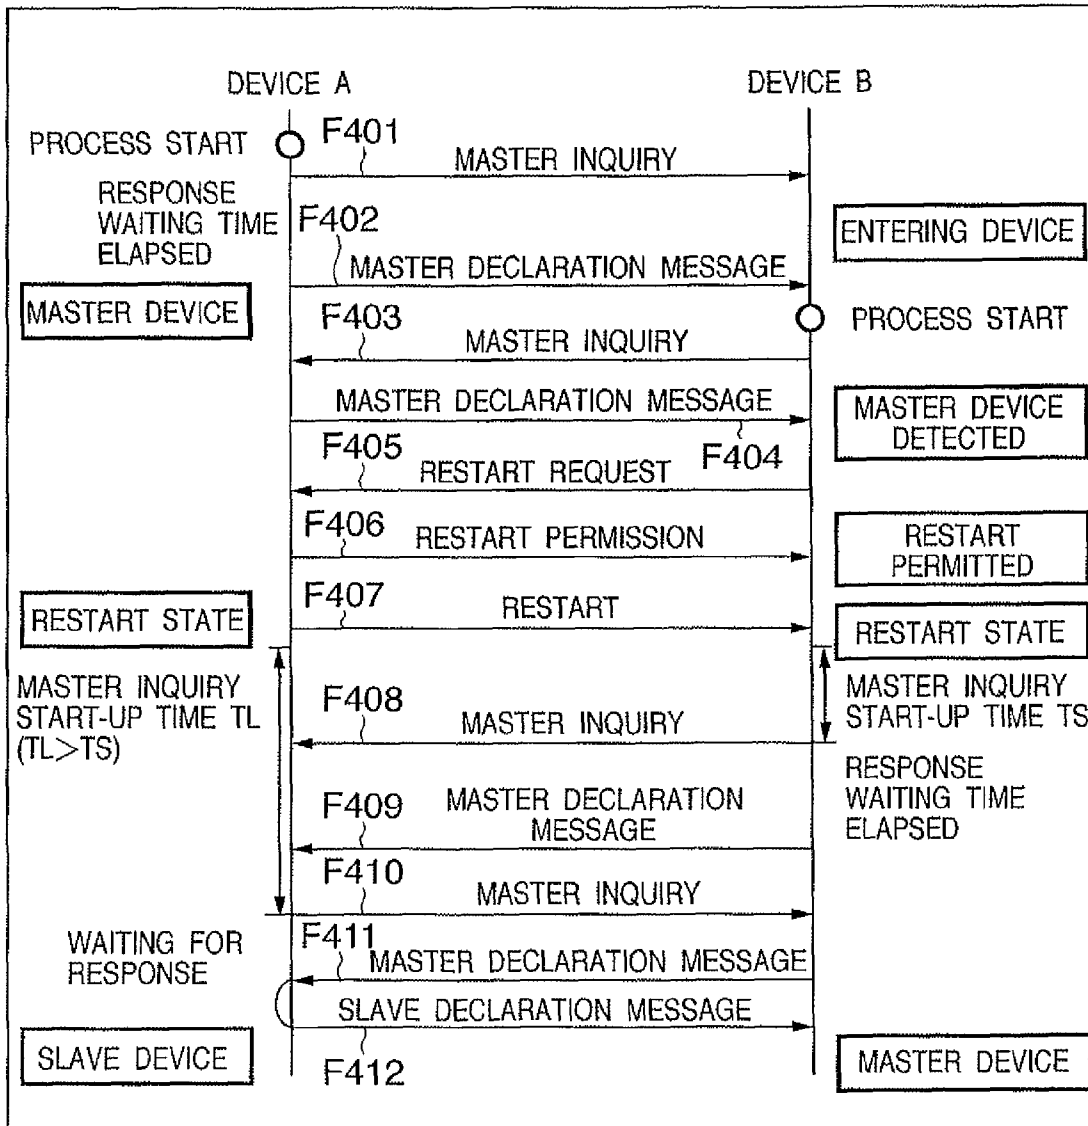 DEVICE A
DEVICE B
PROCESS START
F401
MASTER INQUIRY
RESPONSE
WAITING TIME
ELAPSED
F402
ENTERING DEVICE
MASTER DECLARATION MESSAGE
MASTER DEVICE
F403
PROCESS START
MASTER INQUIRY
MASTER DECLARATION MESSAGE
F404
MASTER DEVICE
DETECTED
F405
RESTART REQUEST
F406
RESTART PERMISSION
RESTART
PERMITTED
F407
RESTART
RESTART STATE
RESTART STATE
MASTER INQUIRY
START-UP TIME TL
(TL>TS)
MASTER INQUIRY
START-UP TIME TS
F408
MASTER INQUIRY
RESPONSE
WAITING TIME
ELAPSED
F409
MASTER DECLARATION
MESSAGE
F410
MASTER INQUIRY
WAITING FOR
RESPONSE
F411
MASTER DECLARATION MESSAGE
SLAVE DECLARATION MESSAGE
F412
SLAVE DEVICE
MASTER DEVICE